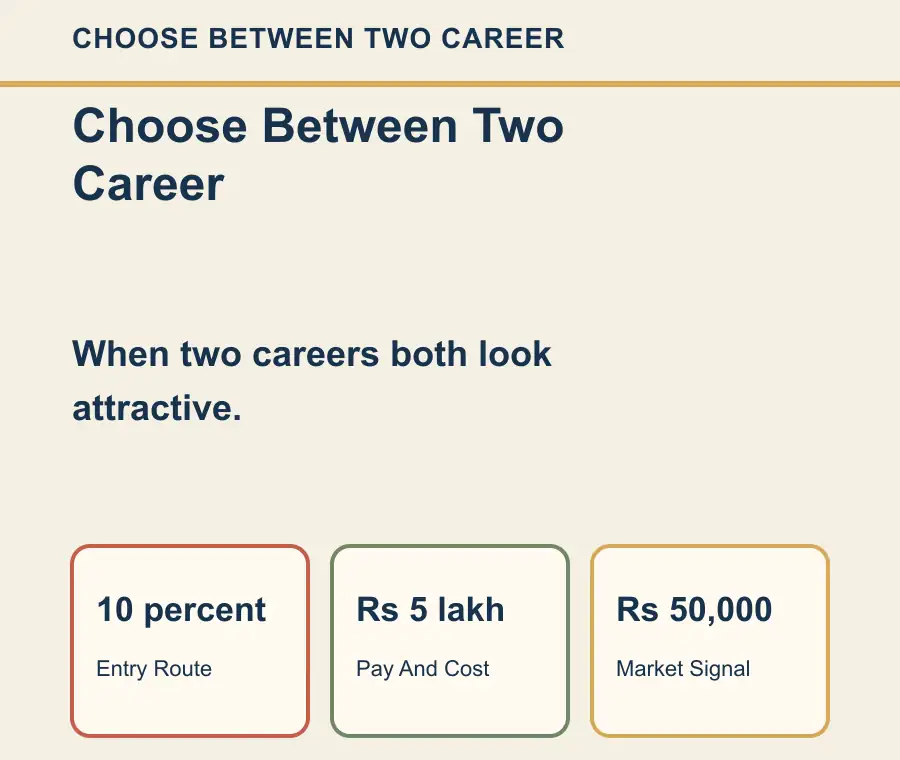 CHOOSE BETWEEN TWO CAREER
Choose Between Two
Career
When two careers both look
attractive.
10 percent
Entry Route
Rs 5 lakh
Pay And Cost
Rs 50,000
Market Signal